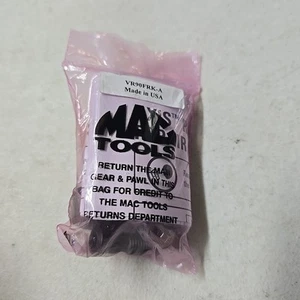 VR90FRK-A
Made in USA
MAC
TOOLS
RETURN THE MAC
GEAR & PAWL IN THIS
BAG FOR CREDIT TO
THE MAC TOOLS
RETURNS DEPARTMENT